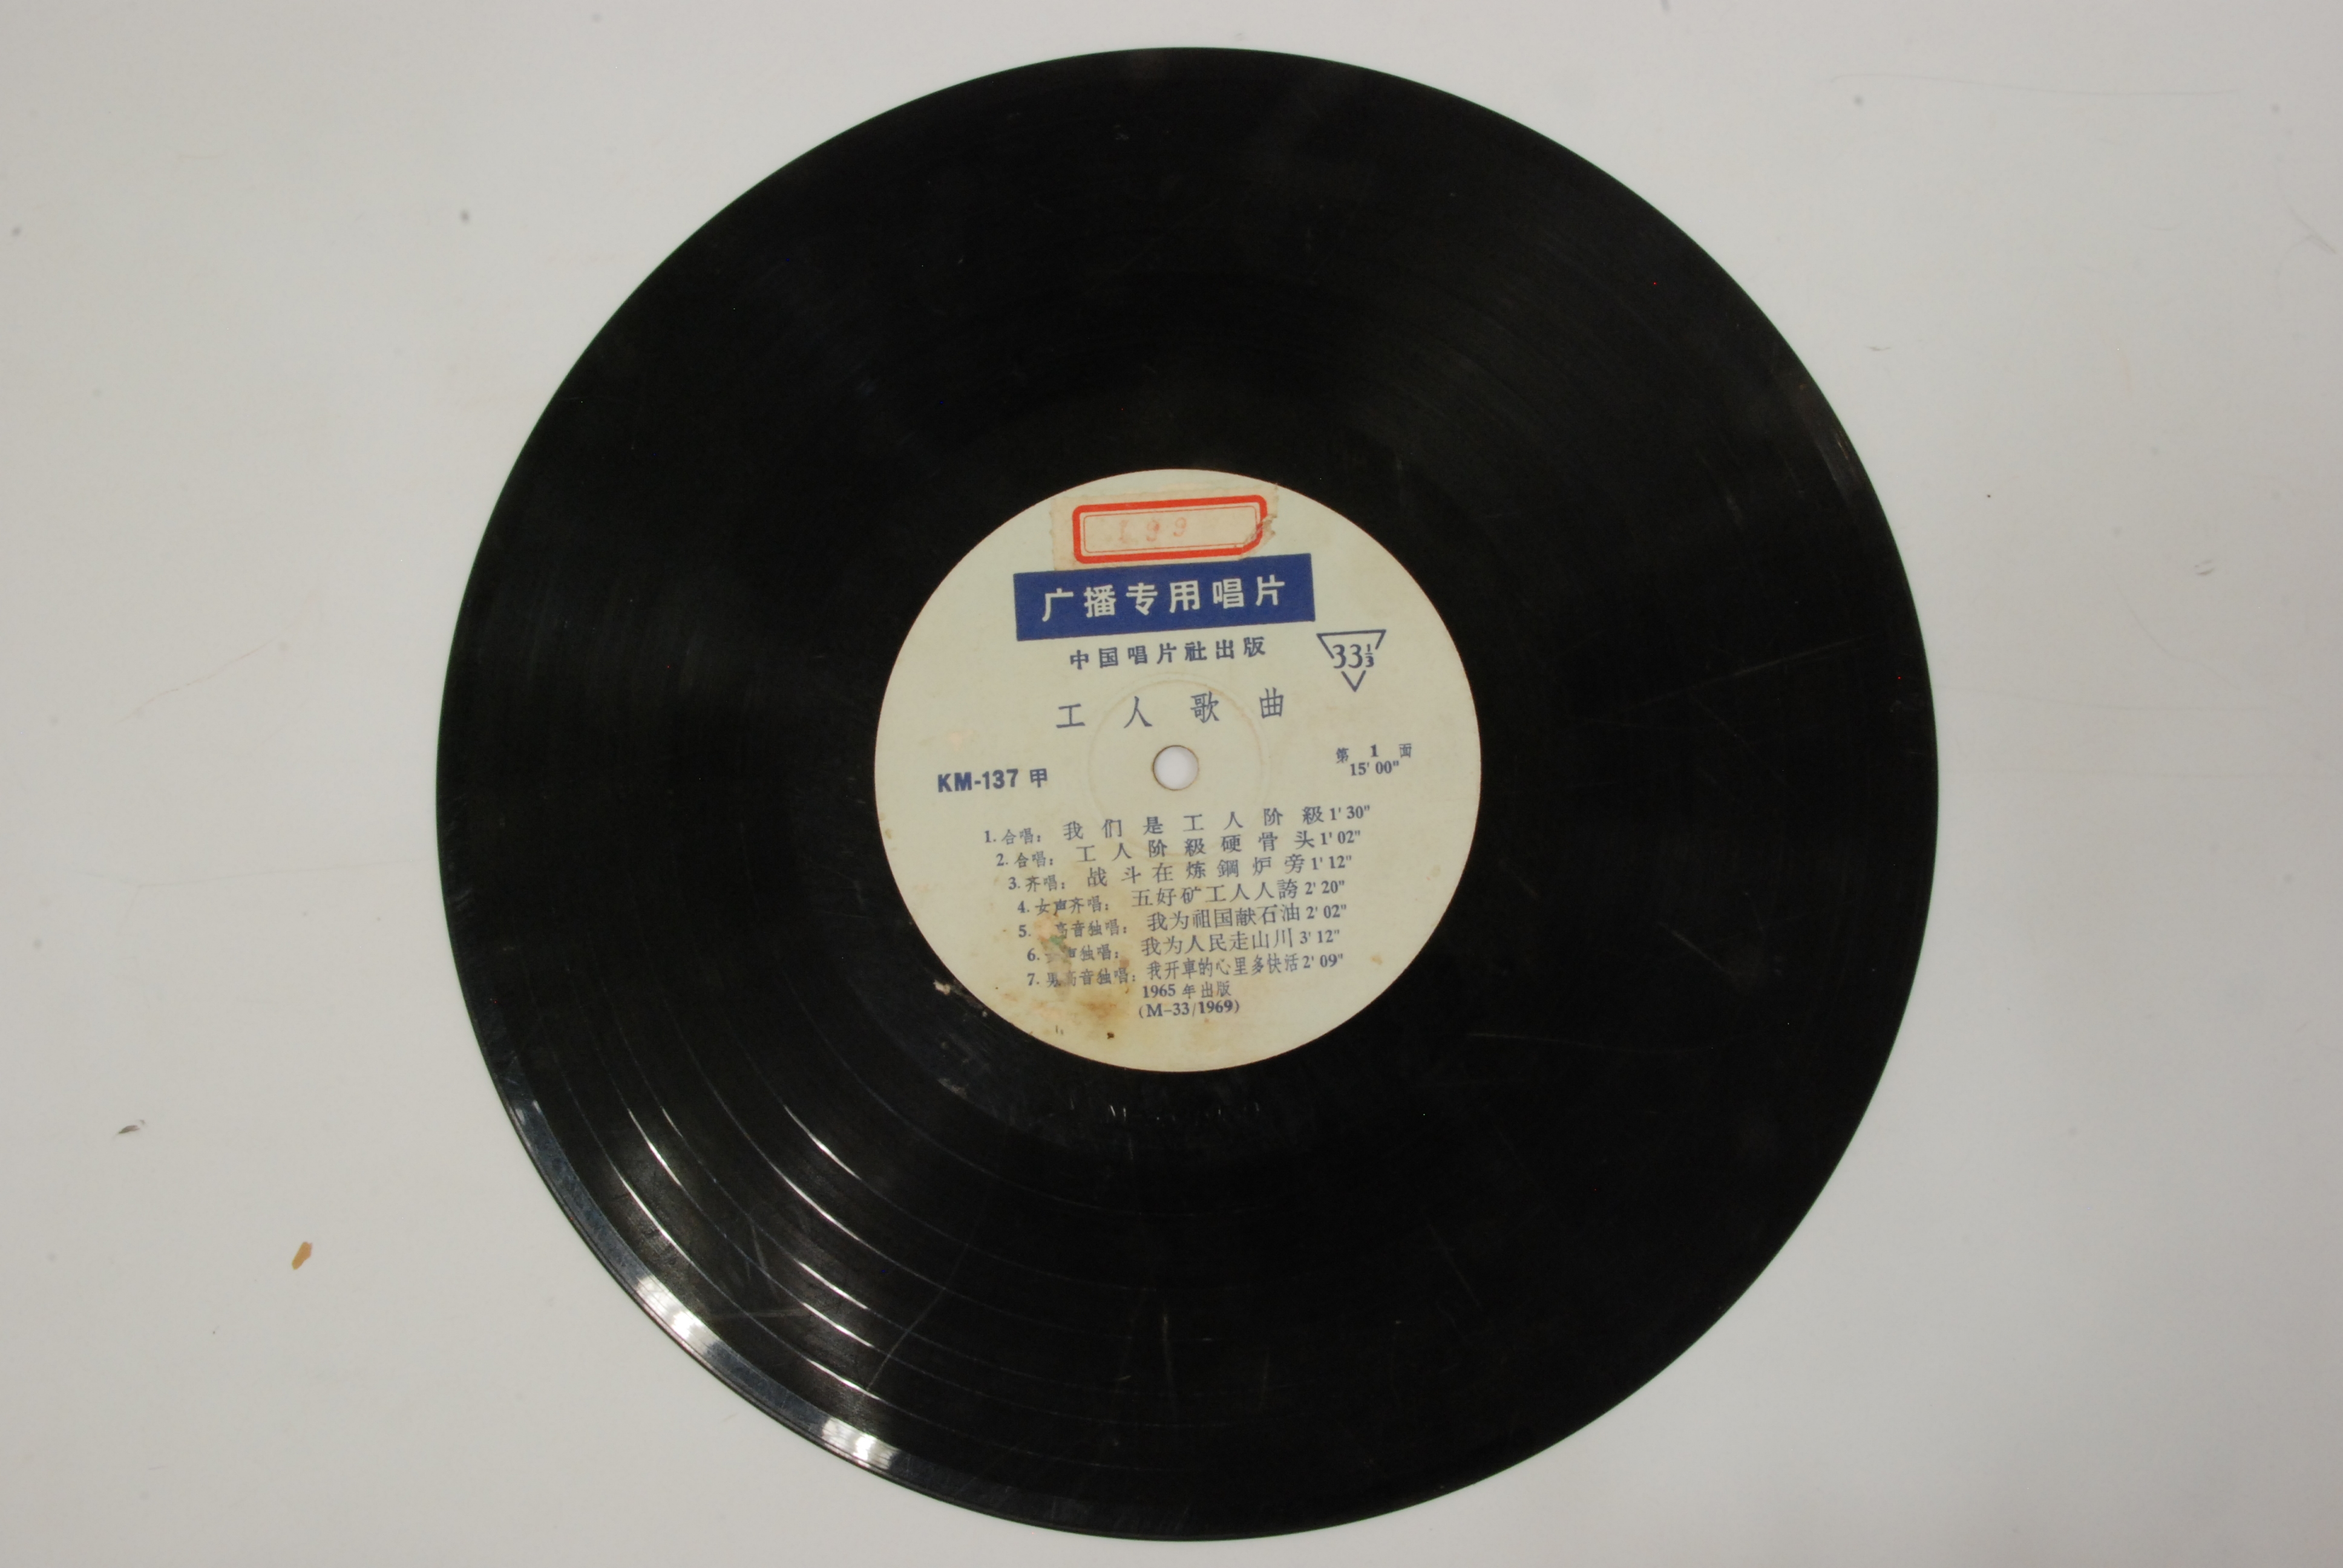 199
广播专用唱片
中国唱片社出版
33⅓
工人歌曲
KM-137 甲
第 1 面
15' 00"
1. 合唱： 我们是工人阶級 1' 30"
2. 合唱： 工人阶級硬骨头 1' 02"
3. 齐唱： 战斗在炼鋼炉旁 1' 12"
4. 女声齐唱： 五好矿工人人誇 2' 20"
5. 高音独唱： 我为祖国献石油 2' 02"
6. 声独唱： 我为人民走山川 3' 12"
7. 男高音独唱： 我开車的心里多快活 2' 09"
1965 年出版
(M-33/1969)